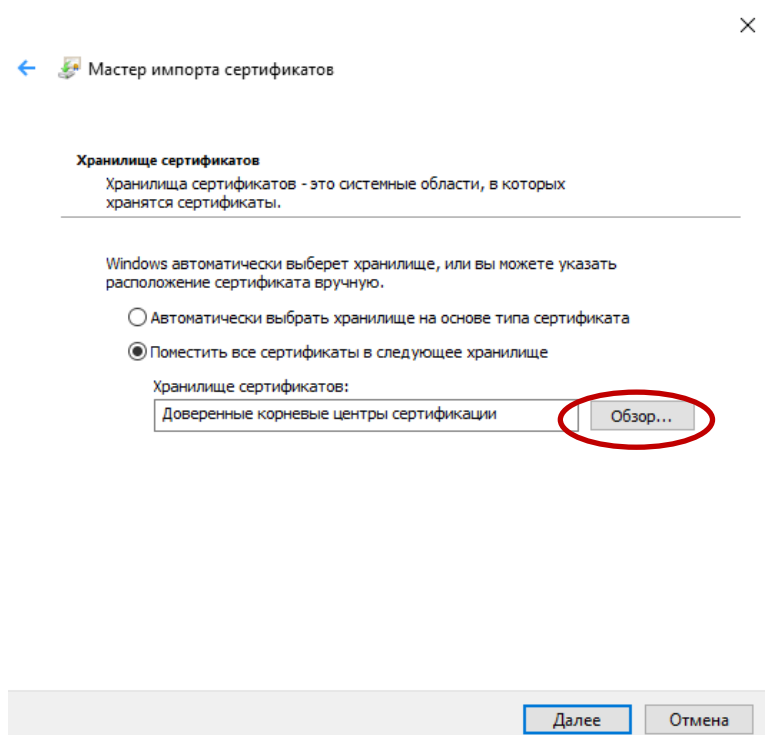 Мастер импорта сертификатов
Хранилище сертификатов
Хранилища сертификатов - это системные области, в которых
хранятся сертификаты.
Windows автоматически выберет хранилище, или вы можете указать
расположение сертификата вручную.
Автоматически выбрать хранилище на основе типа сертификата
Поместить все сертификаты в следующее хранилище
Хранилище сертификатов:
Доверенные корневые центры сертификации
Обзор...
Далее
Отмена